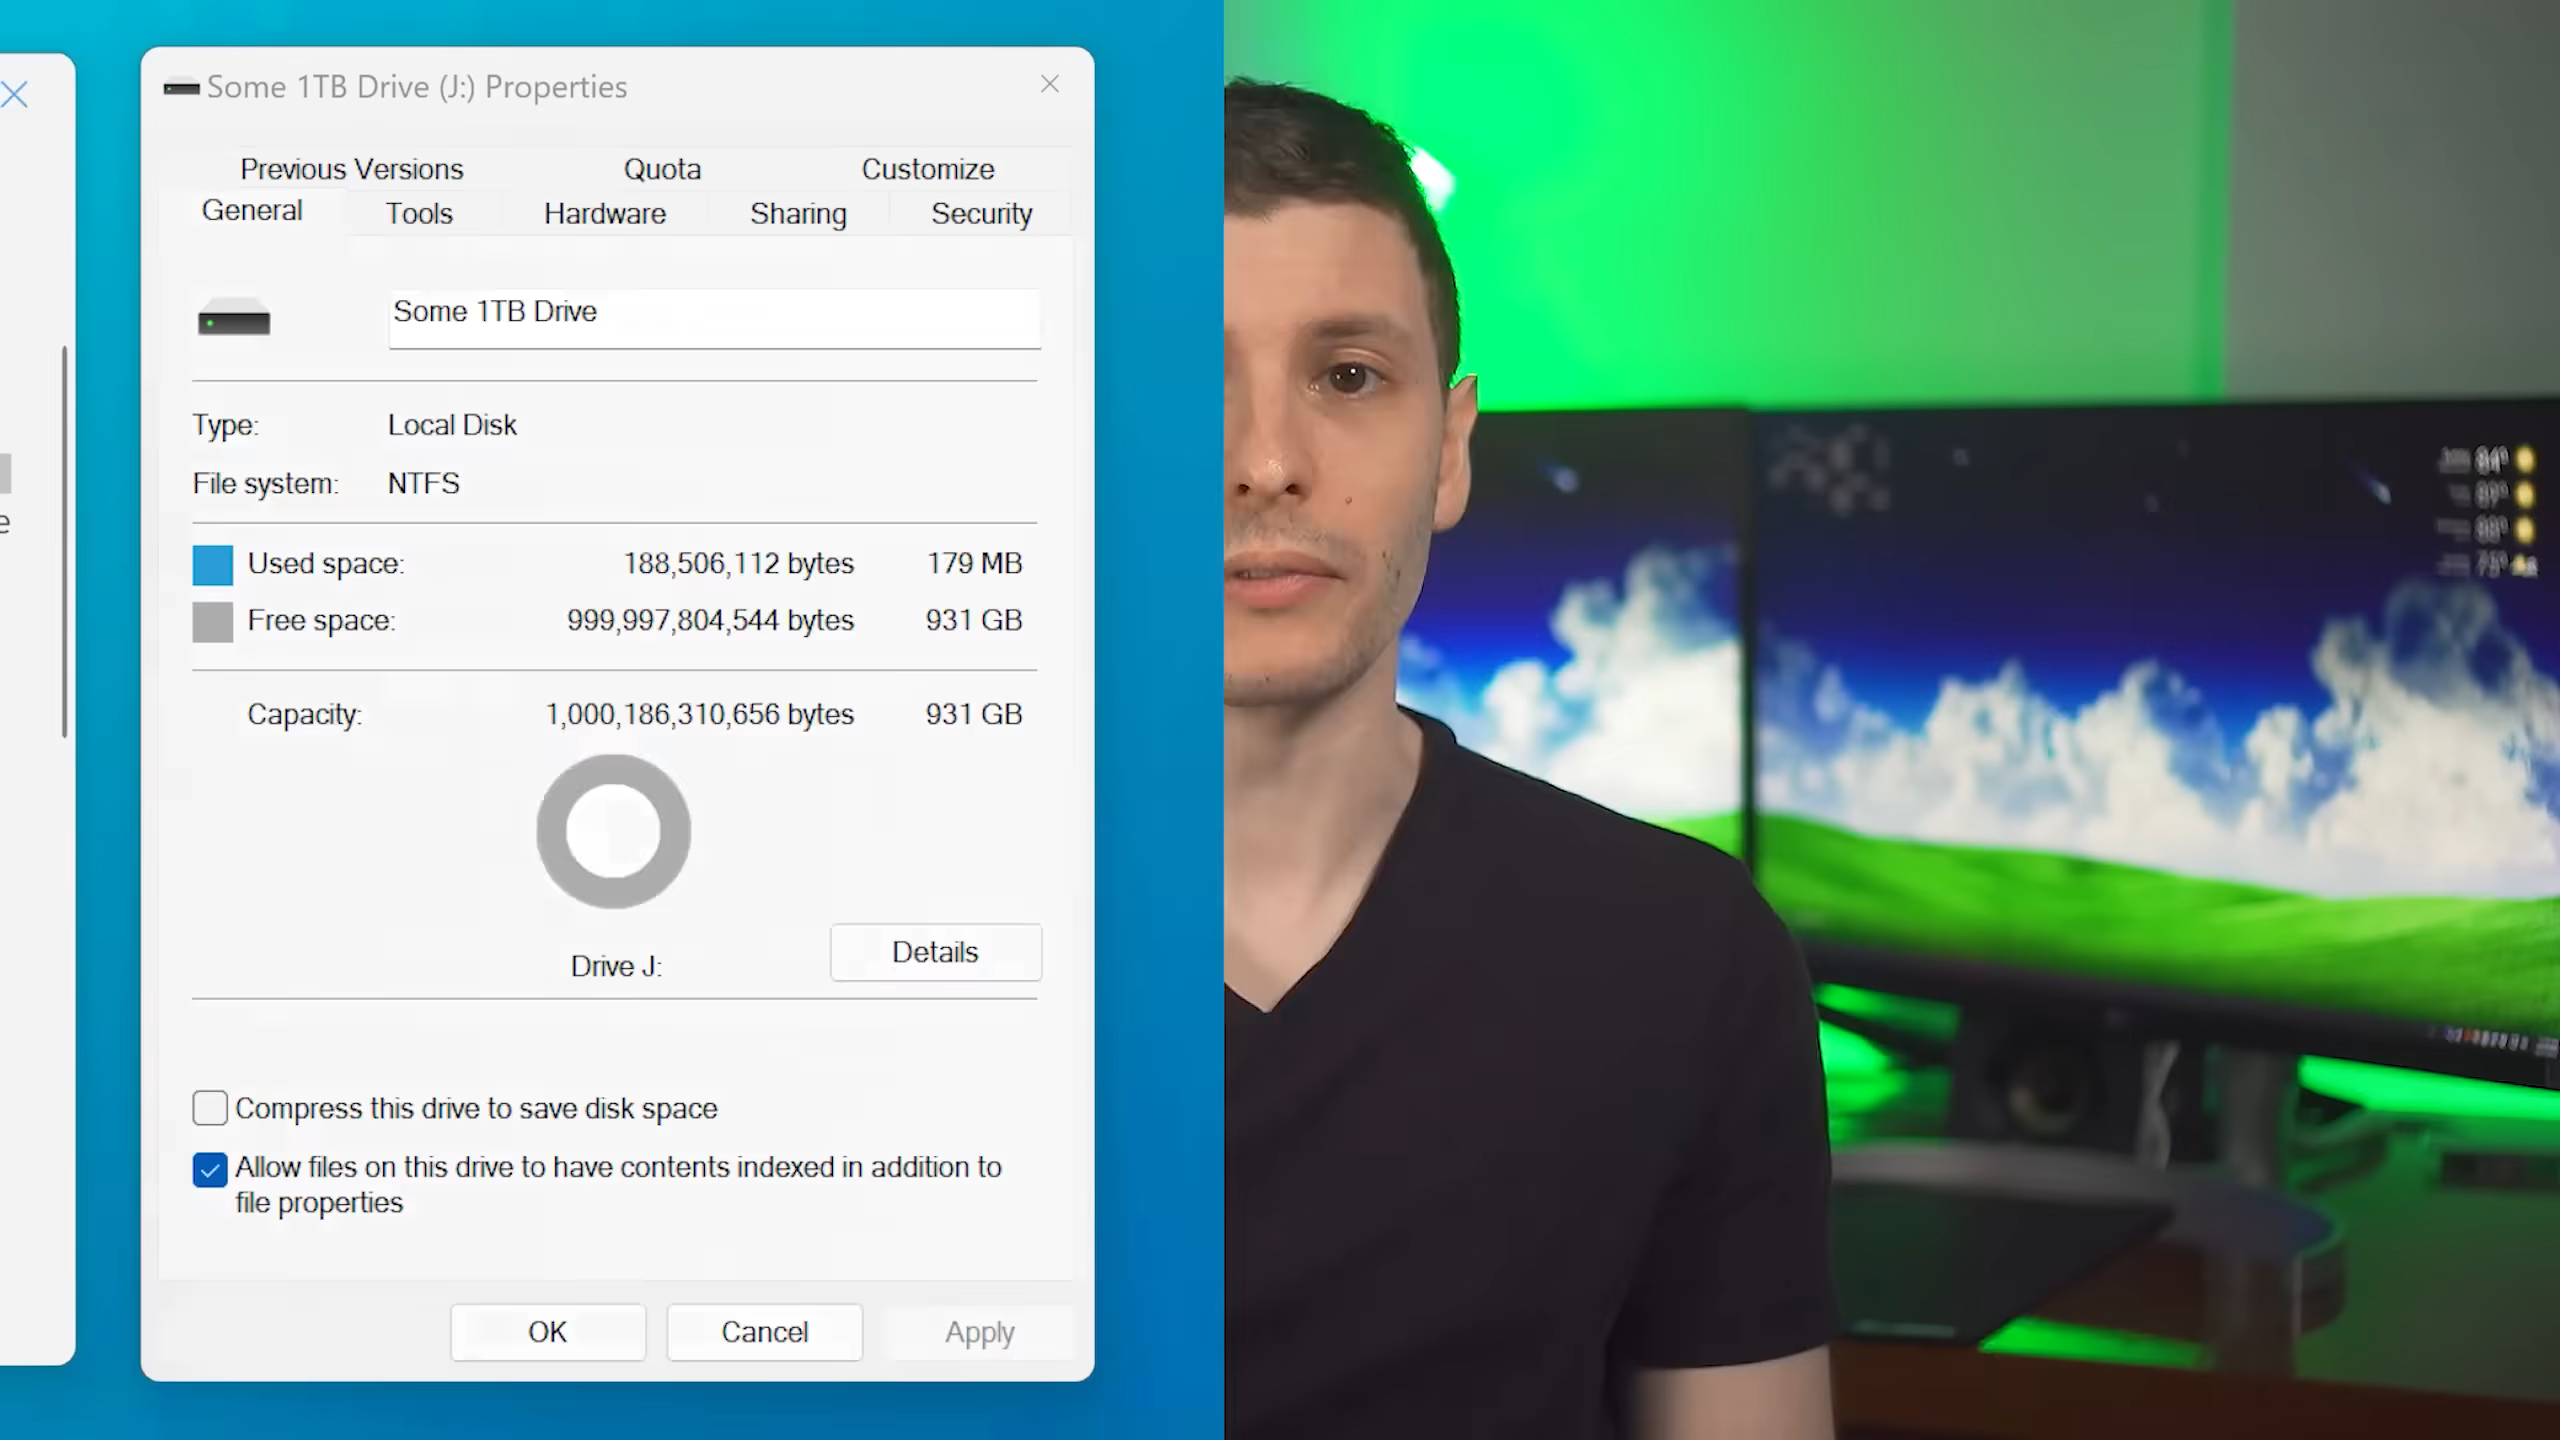 Some 1TB Drive (J:) Properties
Previous Versions Quota Customize
General Tools Hardware Sharing Security
Some 1TB Drive
Type: Local Disk
File system: NTFS
Used space: 188,506,112 bytes 179 MB
Free space: 999,997,804,544 bytes 931 GB
Capacity: 1,000,186,310,656 bytes 931 GB
Drive J:
Details
Compress this drive to save disk space
Allow files on this drive to have contents indexed in addition to
file properties
OK Cancel Apply
e
84°
88°
75°